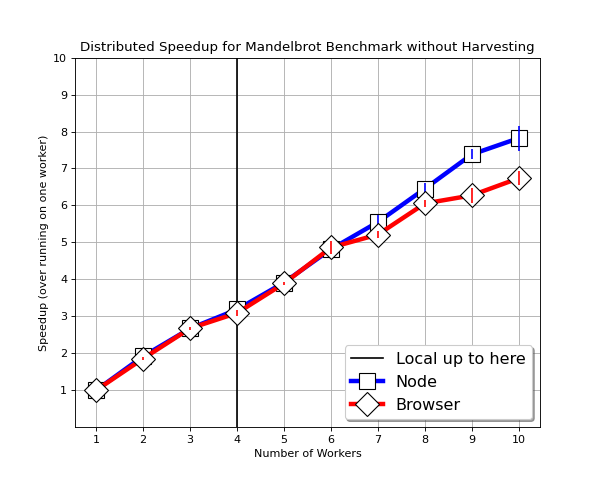 Distributed Speedup for Mandelbrot Benchmark without Harvesting
10
9
8
7
6
5
4
3
2
1
Speedup (over running on one worker)
Local up to here
Node
Browser
1 2 3 4 5 6 7 8 9 10
Number of Workers